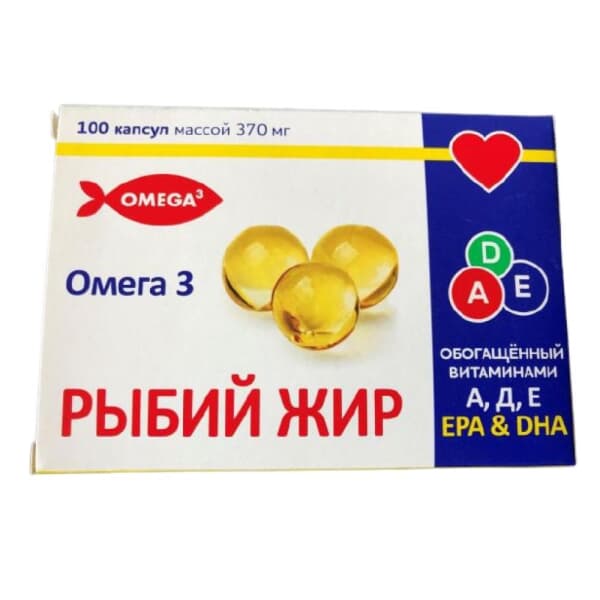 100 капсул массой 370 мг
OMEGA³
Омега 3
РЫБИЙ ЖИР
D
A E
ОБОГАЩЁННЫЙ
ВИТАМИНАМИ
А, Д, Е
EPA & DHA